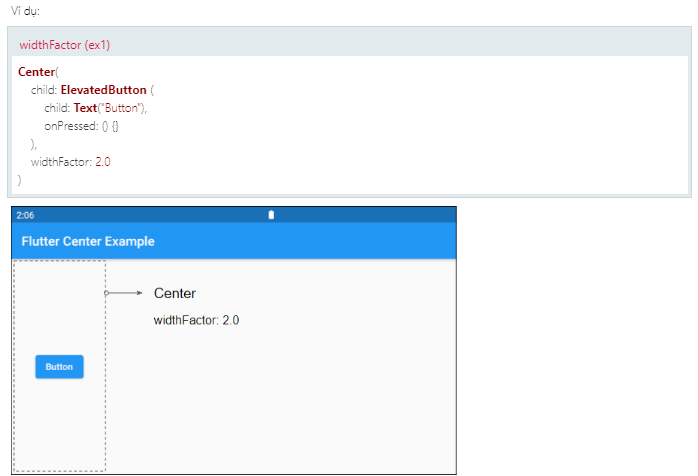 Ví dụ:
widthFactor (ex1)
Center(
child: ElevatedButton (
child: Text("Button"),
onPressed: () {}
),
widthFactor: 2.0
)
2:06
Flutter Center Example
Center
widthFactor: 2.0
Button